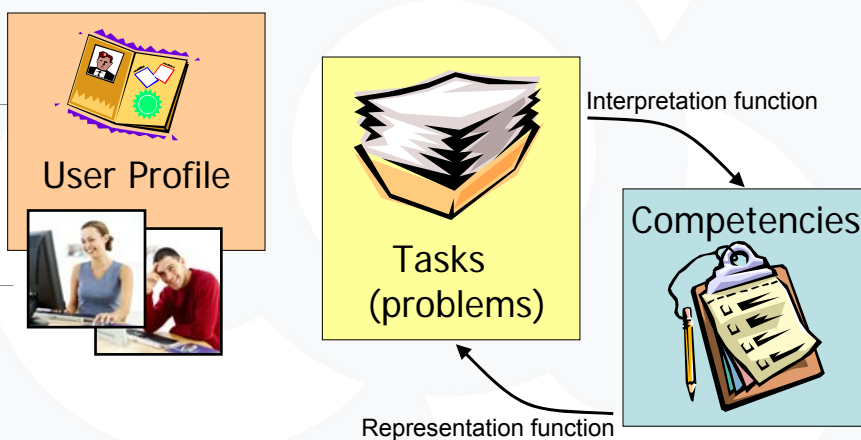 User Profile
Tasks
(problems)
Interpretation function
Competencies
Representation function